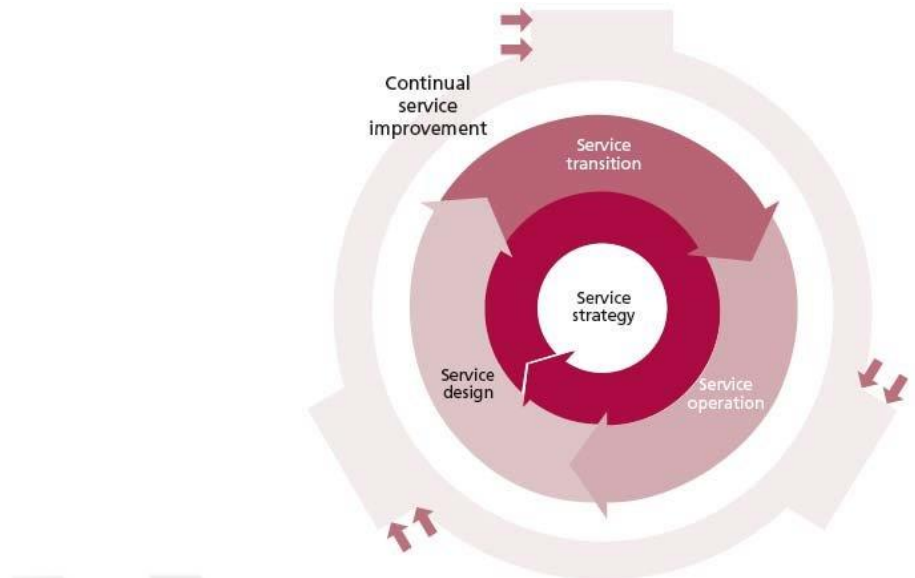 Continual
service
improvement
Service
transition
Service
strategy
Service
design
Service
operation